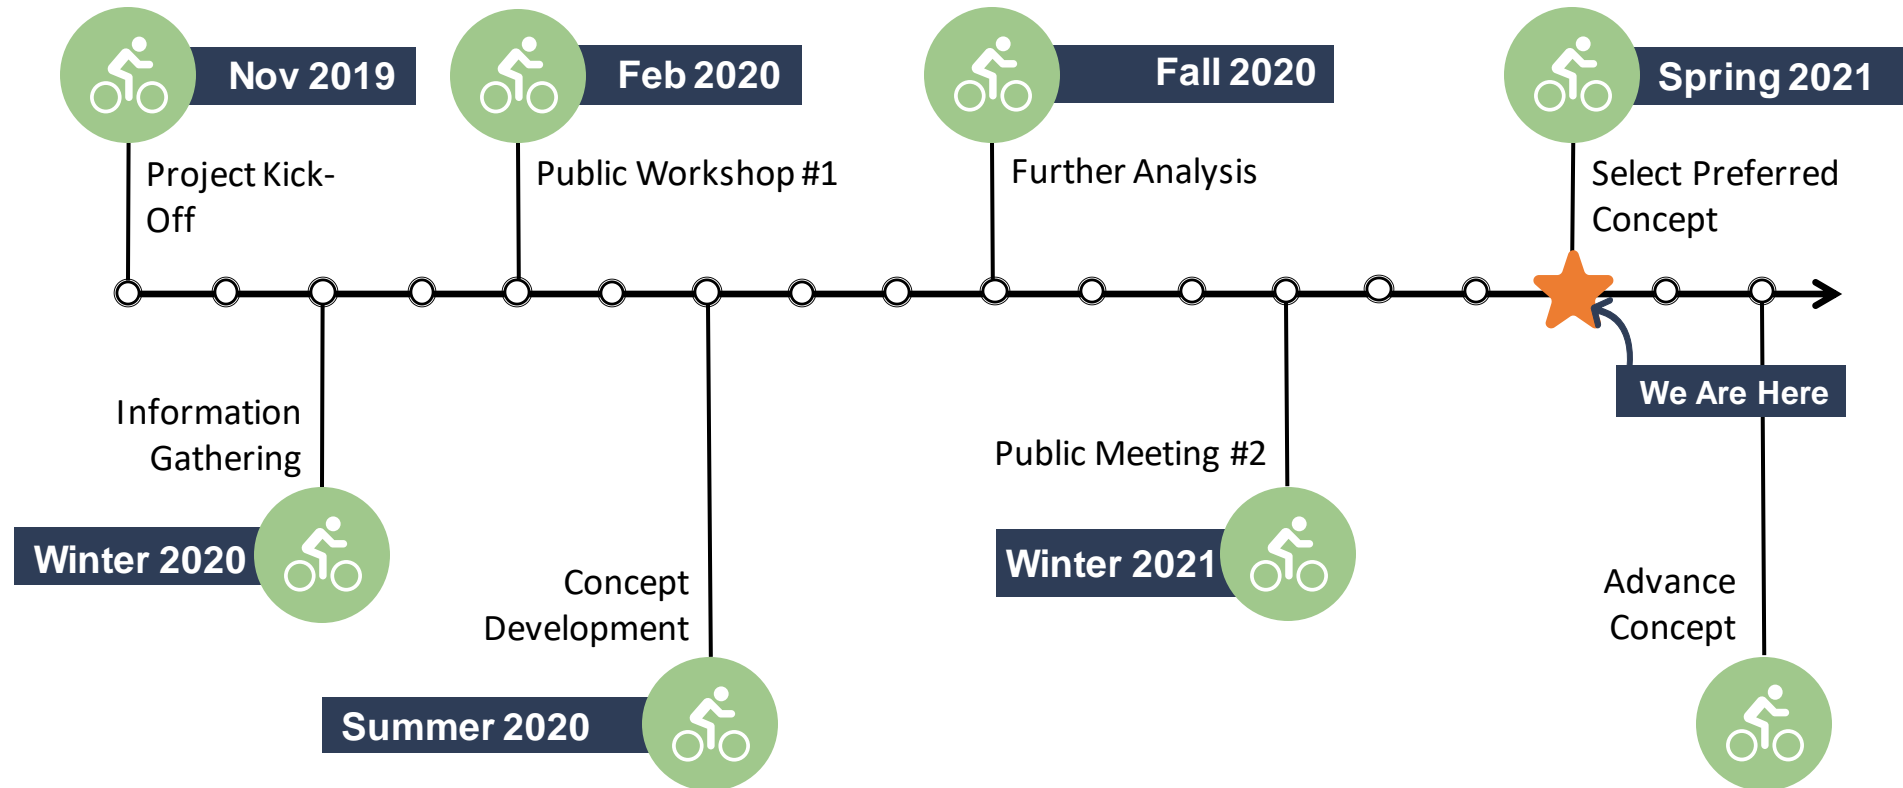 Nov 2019
Project Kick-
Off
Feb 2020
Public Workshop #1
Fall 2020
Further Analysis
Spring 2021
Select Preferred
Concept
We Are Here
Information
Gathering
Winter 2020
Concept
Development
Summer 2020
Public Meeting #2
Winter 2021
Advance
Concept